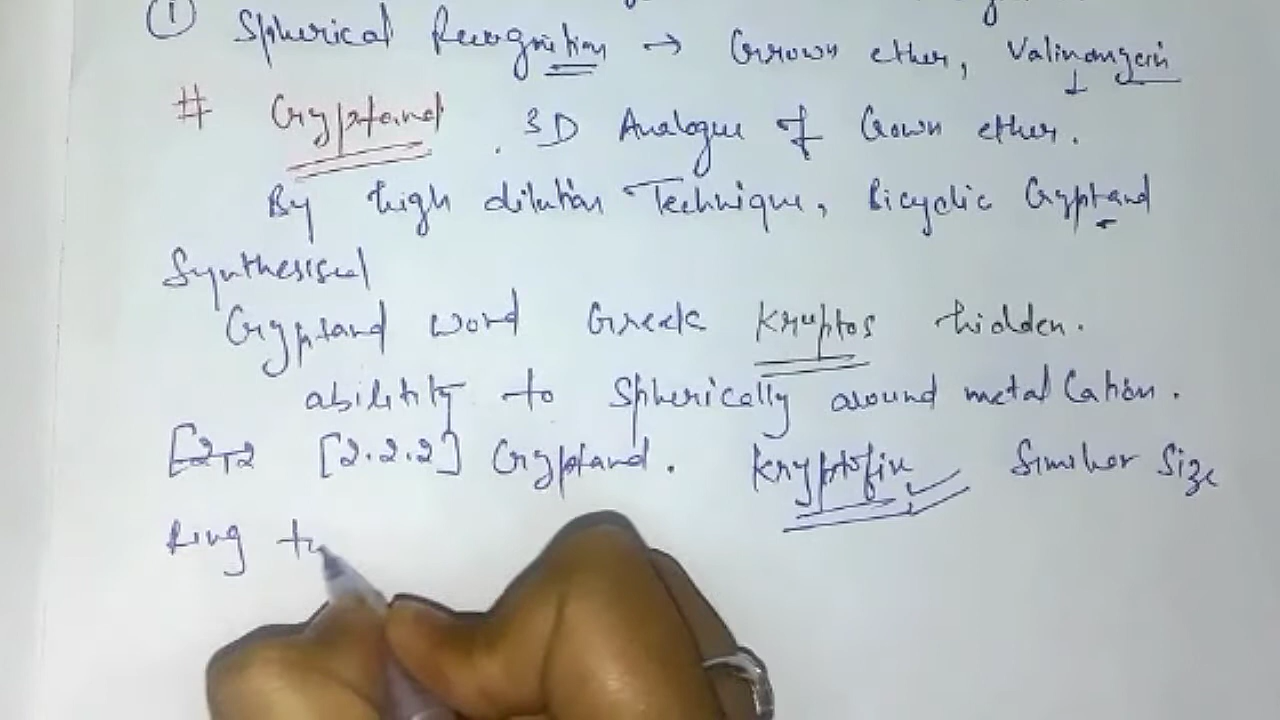 ① Spherical Recognition → Crown ether, Valinomycin
# Cryptand . 3D Analogue of Crown ether.
By high dilution Technique, Bicyclic Cryptand
Synthesised
Cryptand word Greek Kruptos hidden.
ability to Spherically around metal Cation.
[2.2.2] Cryptand. Kryptofix Similar Size
Ring